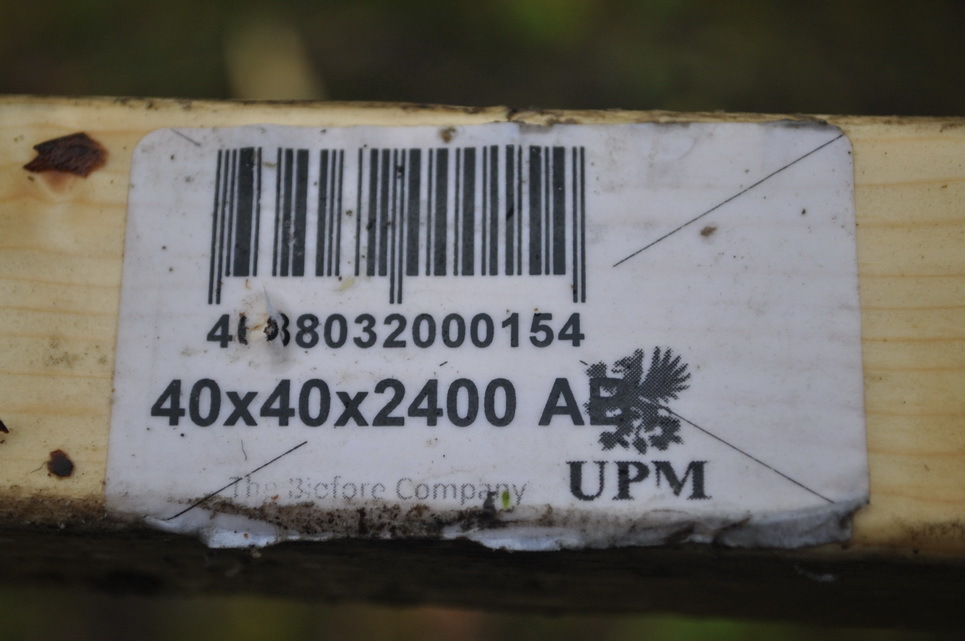 40x40x2400 AB
The Biofore Company
UPM